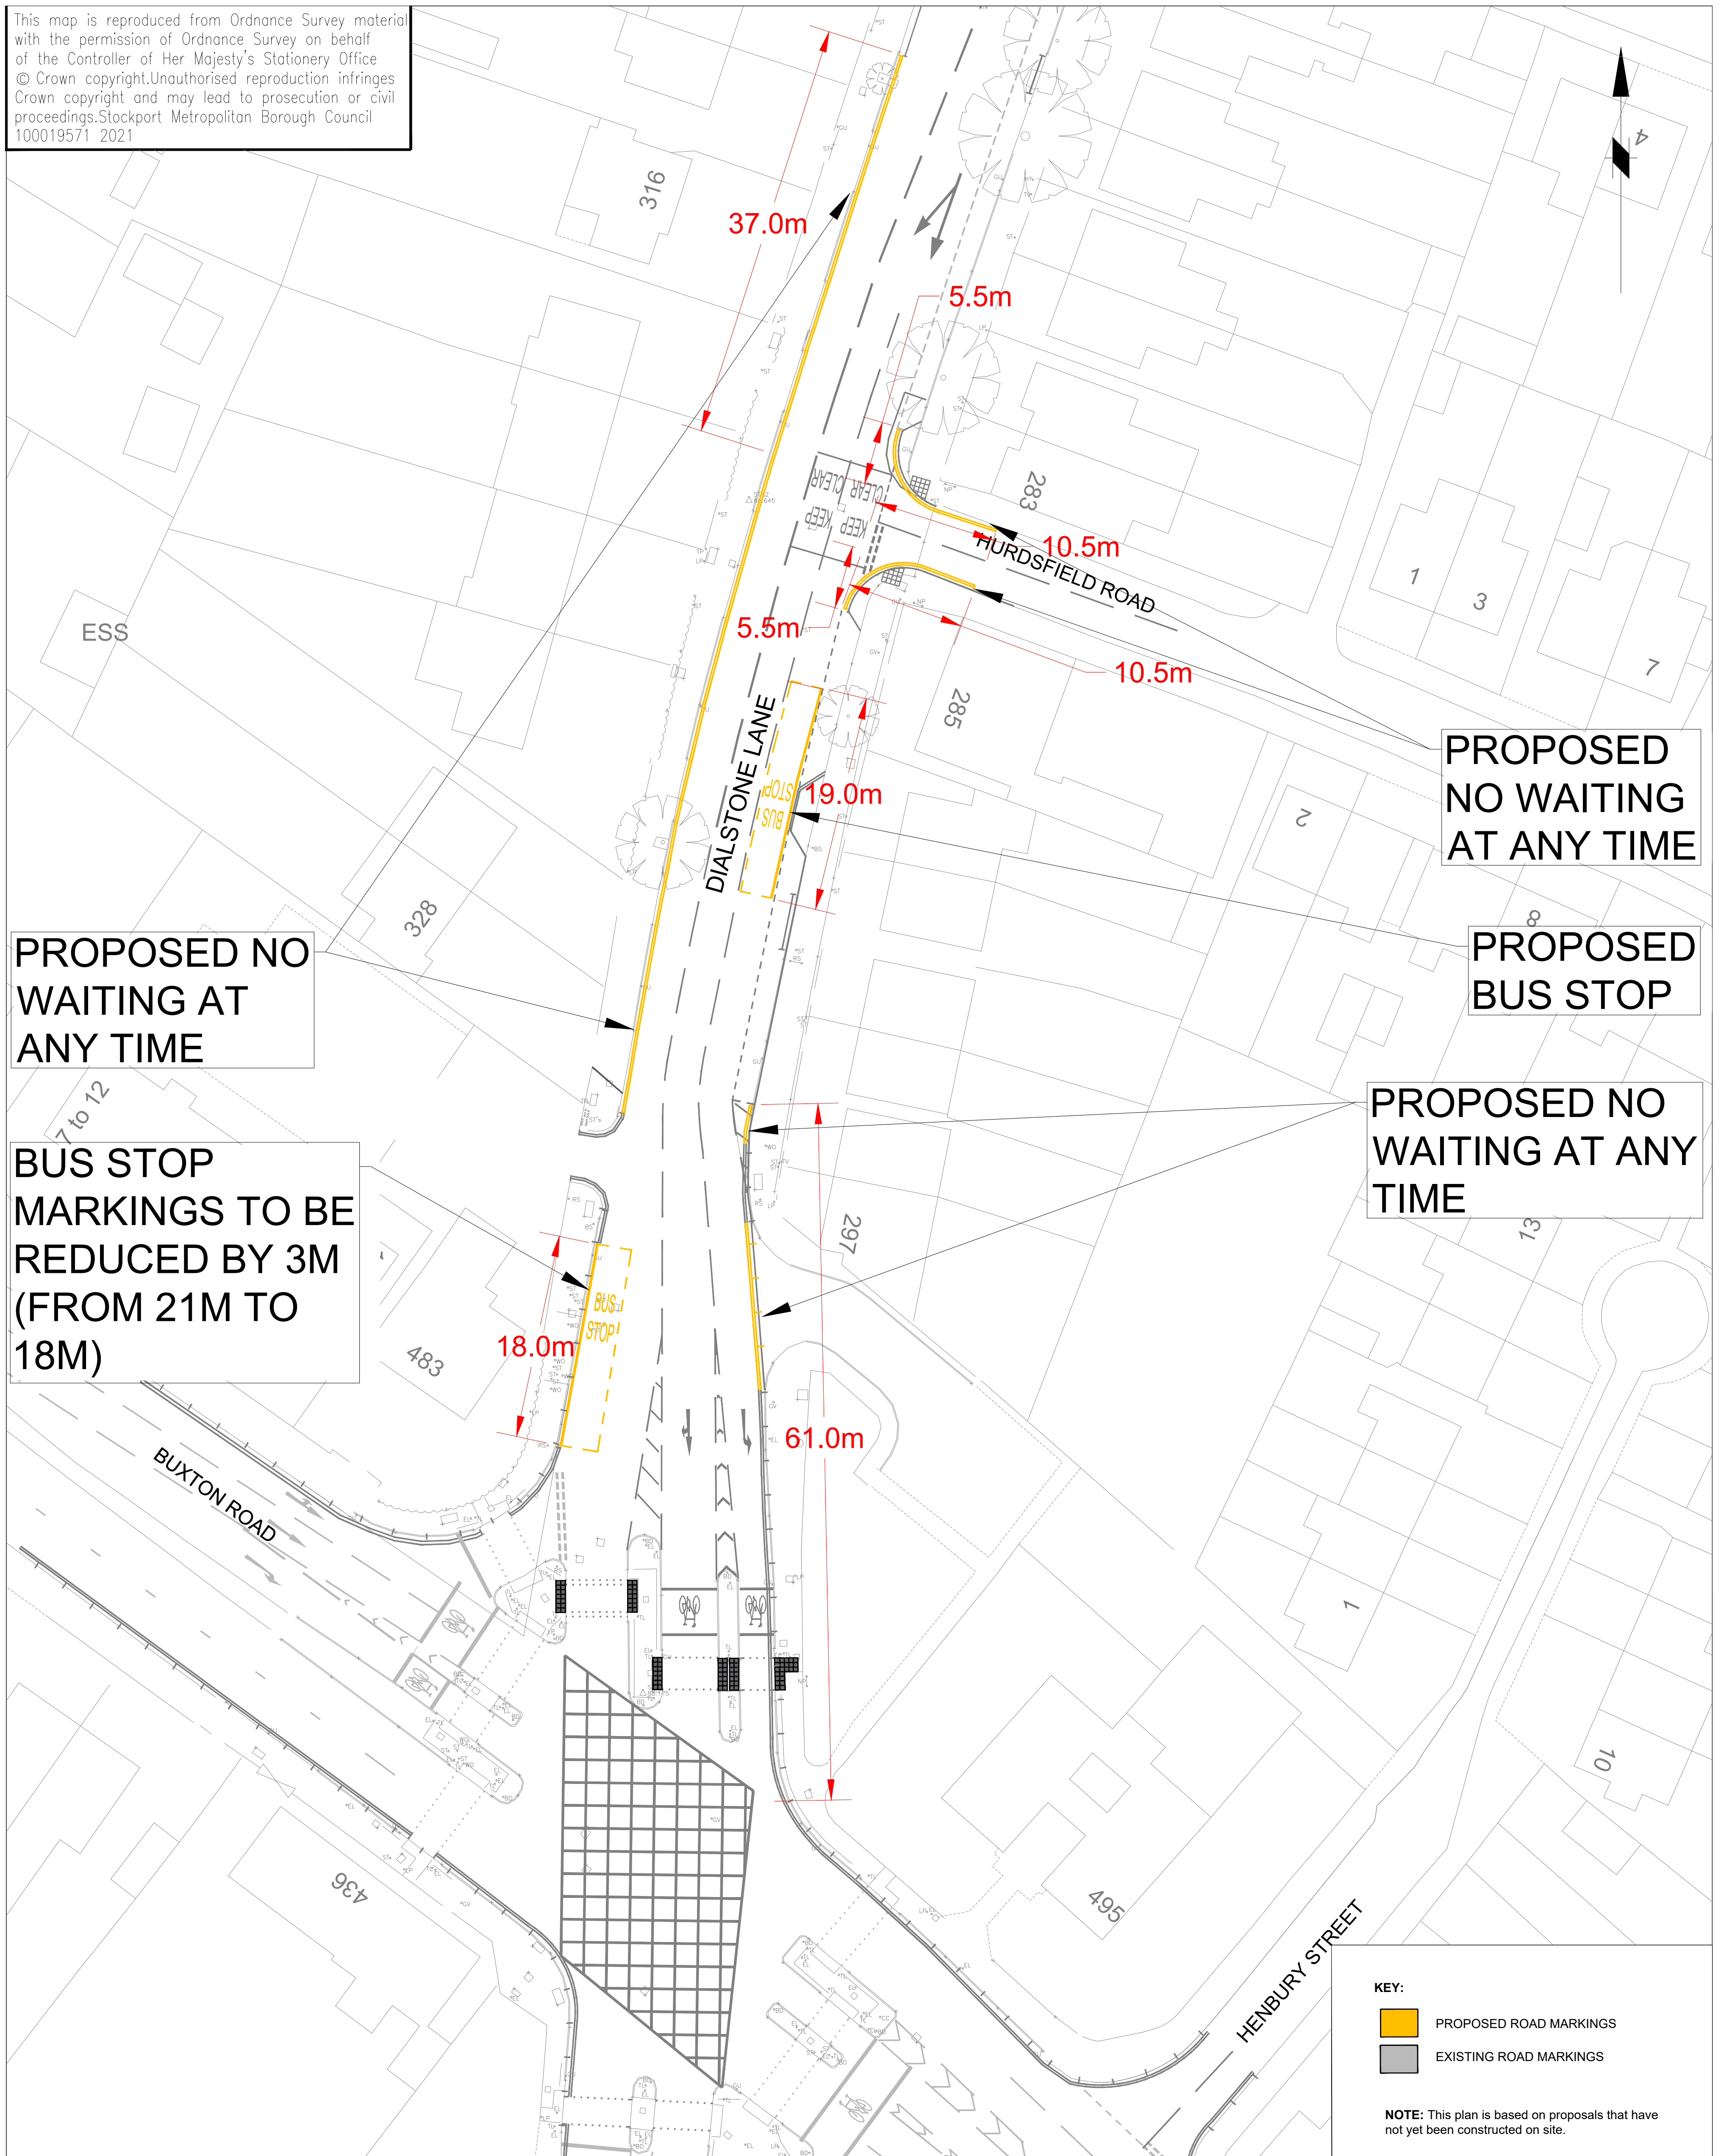 This map is reproduced from Ordnance Survey material
with the permission of Ordnance Survey on behalf
of the Controller of Her Majesty's Stationery Office
© Crown copyright.Unauthorised reproduction infringes
Crown copyright and may lead to prosecution or civil
proceedings.Stockport Metropolitan Borough Council
100019571 2021
316
37.0m
4
5.5m
283
CLEAR CLEAR
KEEP KEEP
10.5m
HURDSFIELD ROAD
1
3
7
ESS
5.5m
10.5m
285
DIALSTONE LANE
BUS
STOP
19.0m
PROPOSED
NO WAITING
AT ANY TIME
2
8
328
PROPOSED NO
WAITING AT
ANY TIME
PROPOSED
BUS STOP
7 to 12
PROPOSED NO
WAITING AT ANY
TIME
BUS STOP
MARKINGS TO BE
REDUCED BY 3M
(FROM 21M TO
18M)
297
13
BUS
STOP
18.0m
483
61.0m
BUXTON ROAD
1
10
436
495
HENBURY STREET
KEY:
PROPOSED ROAD MARKINGS
EXISTING ROAD MARKINGS
NOTE: This plan is based on proposals that have
not yet been constructed on site.